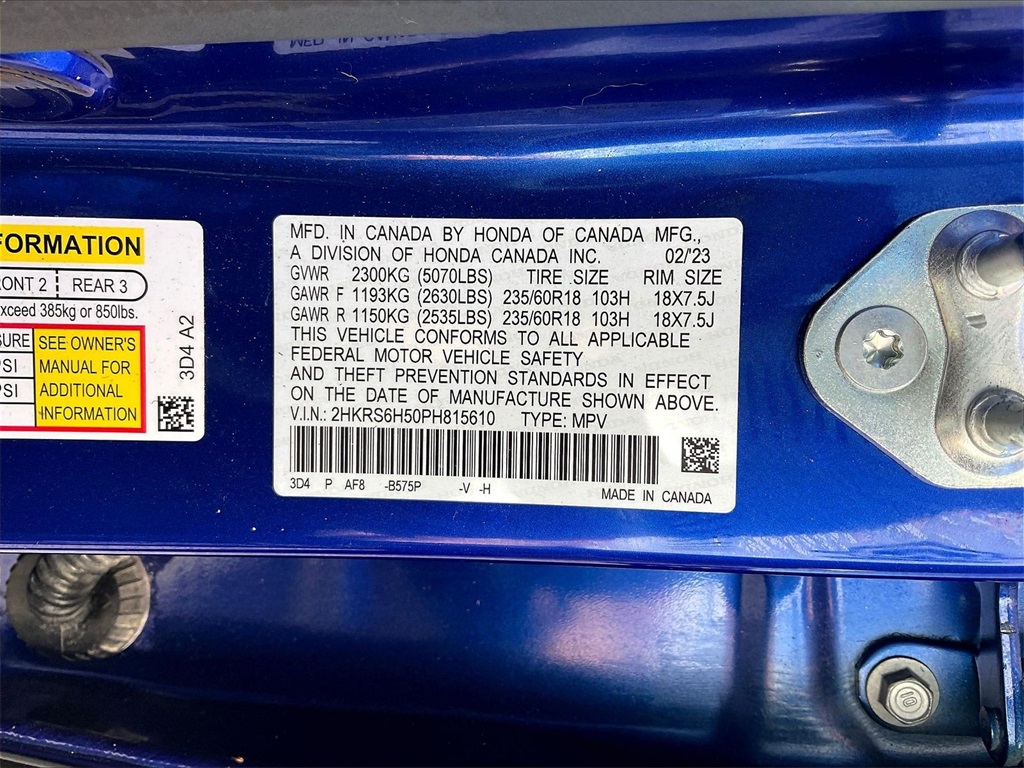 FORMATION
RONT 2 REAR 3
xceed 385kg or 850lbs.
SURE SEE OWNER'S
PSI MANUAL FOR
PSI ADDITIONAL
INFORMATION
3D4 A2
MFD. IN CANADA BY HONDA OF CANADA MFG.,
A DIVISION OF HONDA CANADA INC. 02/'23
GVWR 2300KG (5070LBS) TIRE SIZE RIM SIZE
GAWR F 1193KG (2630LBS) 235/60R18 103H 18X7.5J
GAWR R 1150KG (2535LBS) 235/60R18 103H 18X7.5J
THIS VEHICLE CONFORMS TO ALL APPLICABLE
FEDERAL MOTOR VEHICLE SAFETY
AND THEFT PREVENTION STANDARDS IN EFFECT
ON THE DATE OF MANUFACTURE SHOWN ABOVE.
V.I.N.: 2HKRS6H50PH815610 TYPE: MPV
3D4 P AF8 -B575P -V -H
MADE IN CANADA
10